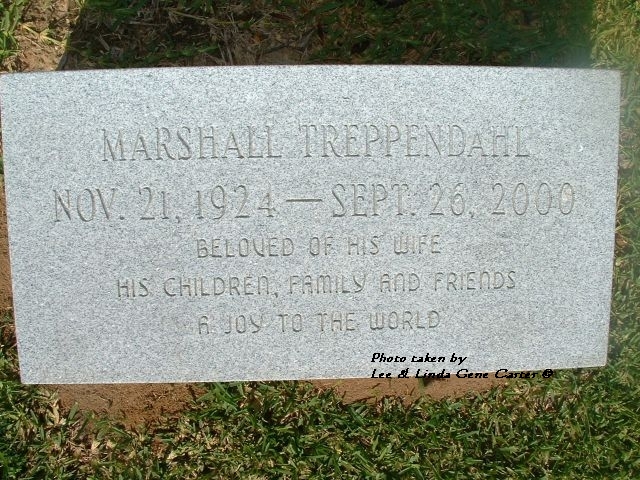 MARSHALL TREPPENDAHL
NOV. 21, 1924 — SEPT. 26, 2000
BELOVED OF HIS WIFE
HIS CHILDREN, FAMILY AND FRIENDS
A JOY TO THE WORLD
Photo taken by
Lee & Linda Gene Carter ©